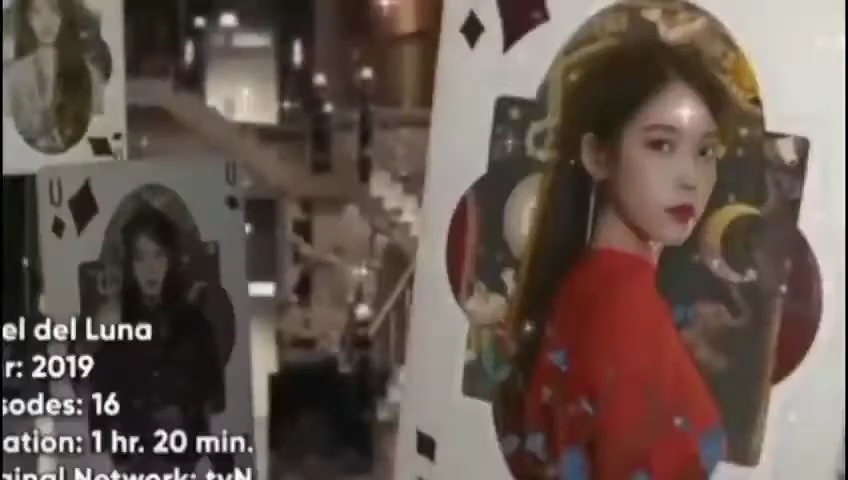 U
U
el del Luna
r: 2019
sodes: 16
ation: 1 hr. 20 min.
ginal Network: tvN